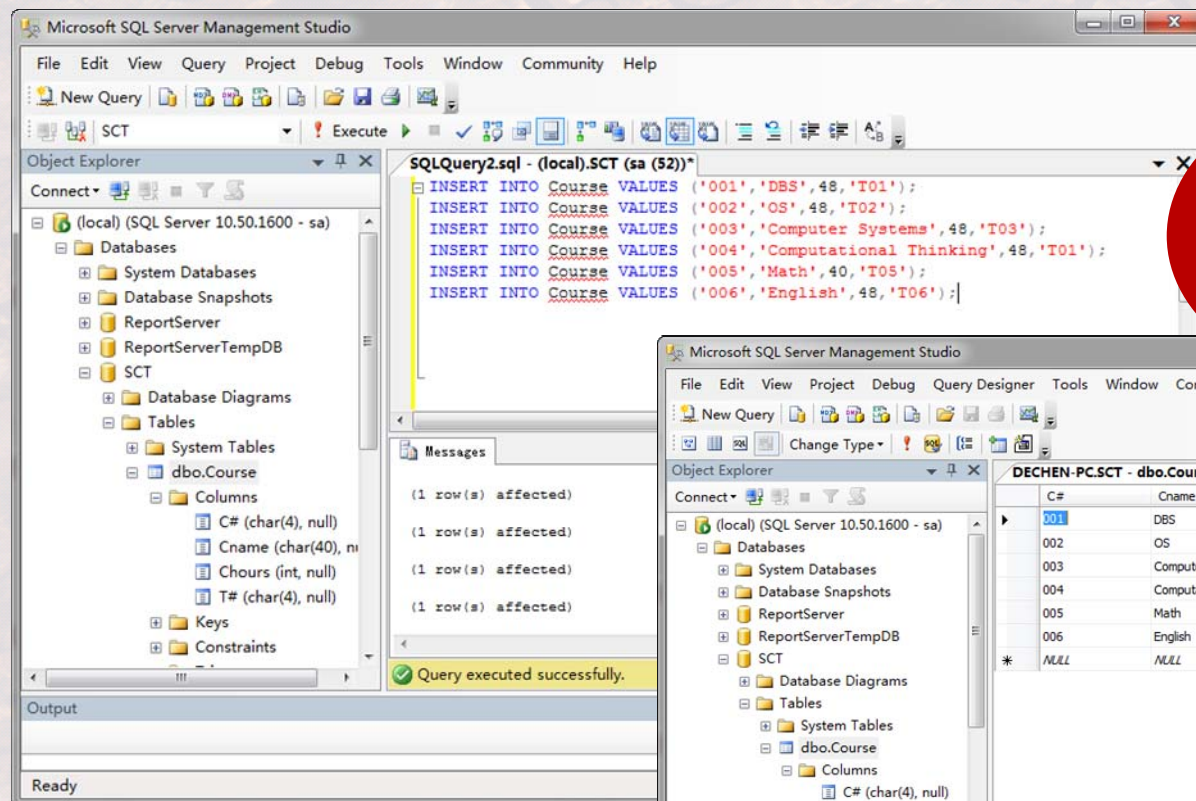 Microsoft SQL Server Management Studio
File Edit View Query Project Debug Tools Window Community Help
New Query
SCT Execute
Object Explorer
Connect
(local) (SQL Server 10.50.1600 - sa)
Databases
System Databases
Database Snapshots
ReportServer
ReportServerTempDB
SCT
Database Diagrams
Tables
System Tables
dbo.Course
Columns
C# (char(4), null)
Cname (char(40), nu
Chours (int, null)
T# (char(4), null)
Keys
Constraints
SQLQuery2.sql - (local).SCT (sa (52))*
INSERT INTO Course VALUES ('001','DBS',48,'T01');
INSERT INTO Course VALUES ('002','OS',48,'T02');
INSERT INTO Course VALUES ('003','Computer Systems',48,'T03');
INSERT INTO Course VALUES ('004','Computational Thinking',48,'T01');
INSERT INTO Course VALUES ('005','Math',40,'T05');
INSERT INTO Course VALUES ('006','English',48,'T06');
Messages
(1 row(s) affected)
(1 row(s) affected)
(1 row(s) affected)
(1 row(s) affected)
Query executed successfully.
Output
Ready
Microsoft SQL Server Management Studio
File Edit View Project Debug Query Designer Tools Window Co
New Query
Change Type
Object Explorer
Connect
(local) (SQL Server 10.50.1600 - sa)
Databases
System Databases
Database Snapshots
ReportServer
ReportServerTempDB
SCT
Database Diagrams
Tables
System Tables
dbo.Course
Columns
C# (char(4), null)
DECHEN-PC.SCT - dbo.Cour
C# Cname
001 DBS
002 OS
003 Comput
004 Comput
005 Math
006 English
NULL NULL